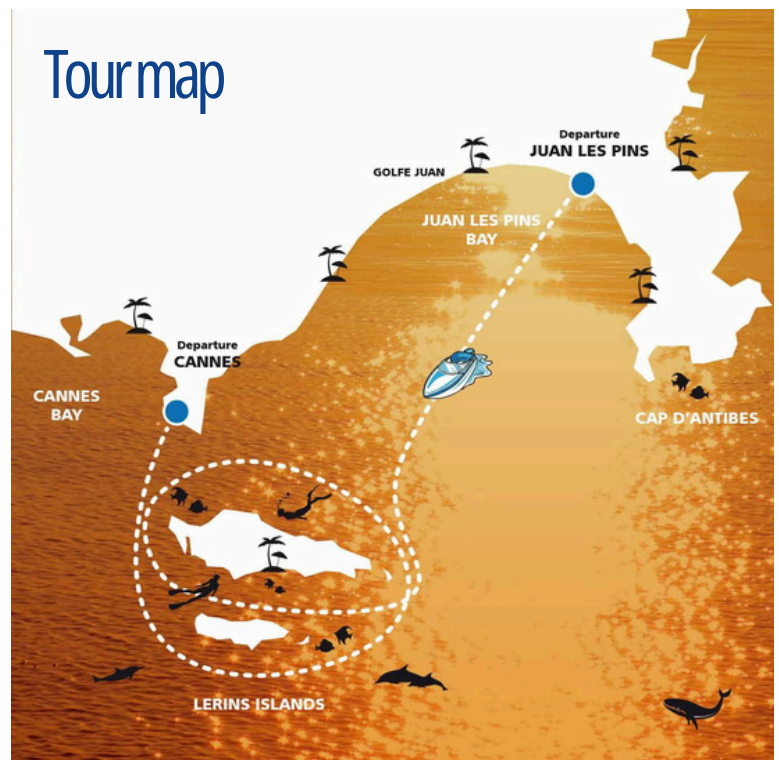 Tour map
Departure
JUAN LES PINS
GOLFE JUAN
JUAN LES PINS
BAY
Departure
CANNES
CANNES
BAY
CAP D'ANTIBES
LERINS ISLANDS